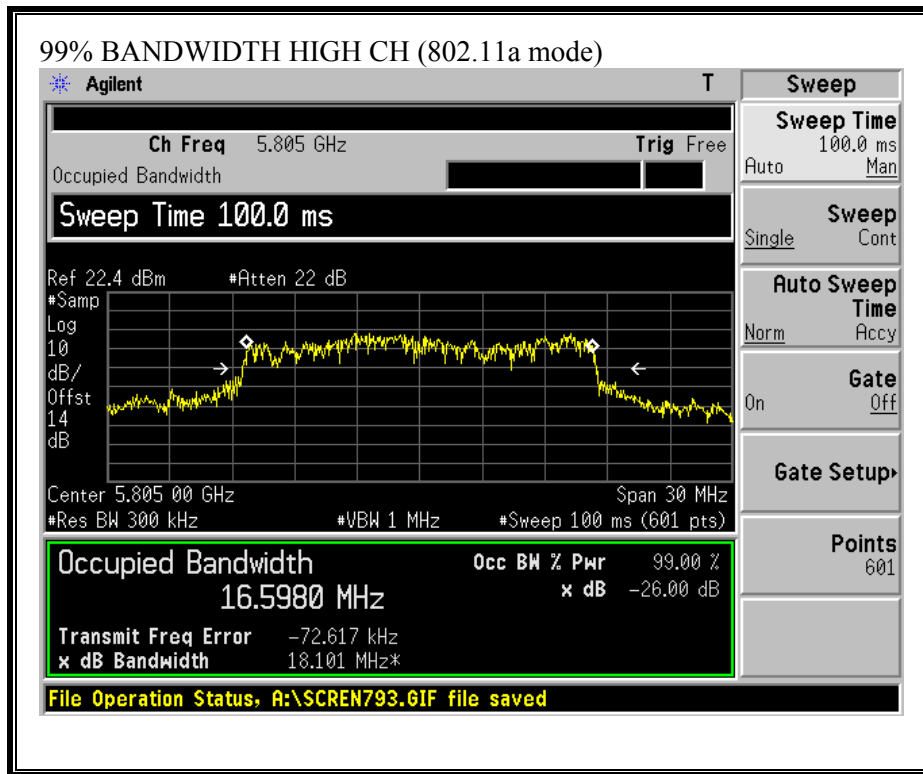 99% BANDWIDTH HIGH CH (802.11a mode)
Agilent T
Ch Freq 5.805 GHz Trig Free
Occupied Bandwidth
Sweep Time 100.0 ms
Ref 22.4 dBm #Atten 22 dB
#Samp
Log
10
dB/
Offst
14
dB
Center 5.805 00 GHz Span 30 MHz
#Res BW 300 kHz #VBW 1 MHz #Sweep 100 ms (601 pts)
Occupied Bandwidth Occ BW % Pwr 99.00 %
16.5980 MHz x dB -26.00 dB
Transmit Freq Error -72.617 kHz
x dB Bandwidth 18.101 MHz*
File Operation Status, A:\SCREN793.GIF file saved
Sweep
Sweep Time
100.0 ms
Auto Man
Sweep
Single Cont
Auto Sweep
Time
Norm Accy
Gate
On Off
Gate Setup
Points
601